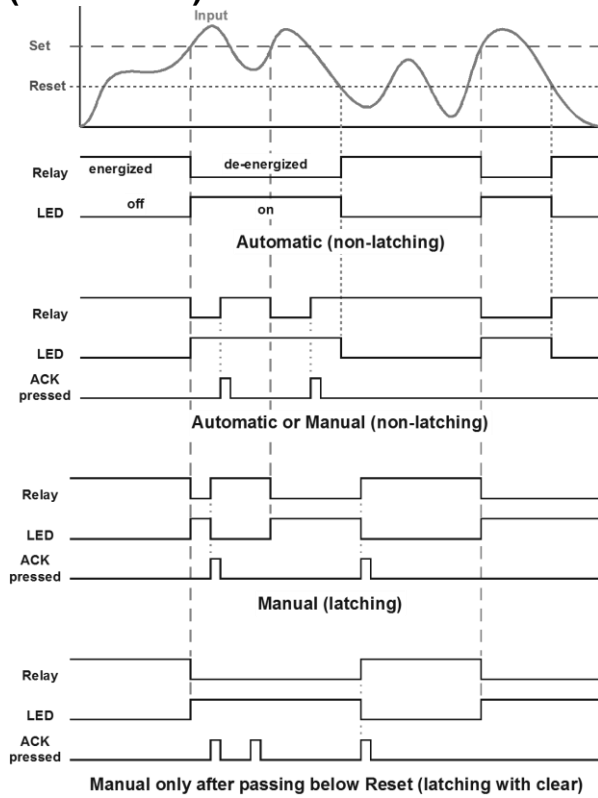 Input
Set
Reset
Relay energized de-energized
LED off on
Automatic (non-latching)
Relay
LED
ACK
pressed
Automatic or Manual (non-latching)
Relay
LED
ACK
pressed
Manual (latching)
Relay
LED
ACK
pressed
Manual only after passing below Reset (latching with clear)